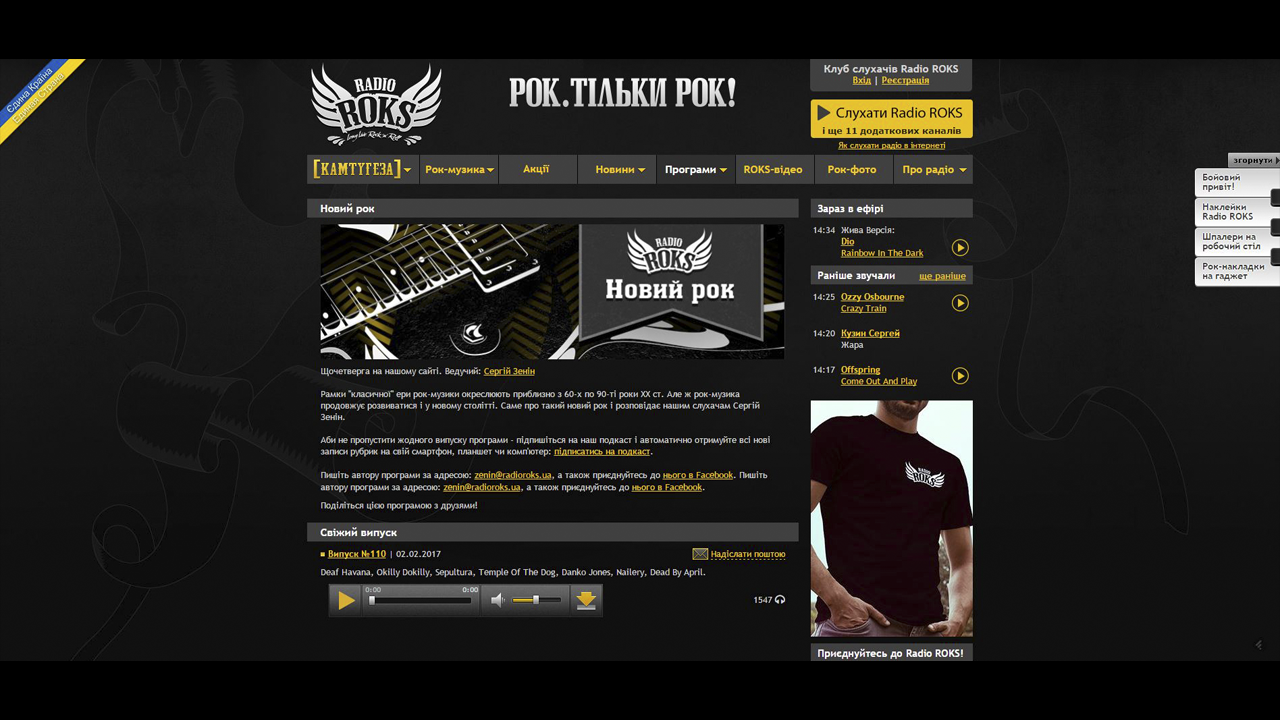 Єдина Країна
Единая Страна
RADIO
ROKS
Long live Rock'n'Roll
РОК.ТІЛЬКИ РОК!
Клуб слухачів Radio ROKS
Вхід | Реєстрація
Слухати Radio ROKS
і ще 11 додаткових каналів
Як слухати радіо в інтернеті
[КАМТУГЕЗА]
Рок-музика
Акції
Новини
Програми
ROKS-відео
Рок-фото
Про радіо
згорнути
Бойовий
привіт!
Наклейки
Radio ROKS
Шпалери на
робочий стіл
Рок-накладки
на гаджет
Новий рок
RADIO
ROKS
Новий рок
Щочетверга на нашому сайті. Ведучий: Сергій Зенін
Рамки "класичної" ери рок-музики окреслюють приблизно з 60-х по 90-ті роки ХХ ст. Але ж рок-музика
продовжує розвиватися і у новому столітті. Саме про такий новий рок і розповідає нашим слухачам Сергій
Зенін.
Аби не пропустити жодного випуску програми - підпишіться на наш подкаст і автоматично отримуйте всі нові
записи рубрик на свій смартфон, планшет чи комп'ютер: підписатись на подкаст.
Пишіть автору програми за адресою: zenin@radioroks.ua, а також приєднуйтесь до нього в Facebook. Пишіть
автору програми за адресою: zenin@radioroks.ua, а також приєднуйтесь до нього в Facebook.
Поділіться цією програмою з друзями!
Свіжий випуск
Випуск №110 | 02.02.2017
Надіслати поштою
Deaf Havana, Okilly Dokilly, Sepultura, Temple Of The Dog, Danko Jones, Nailery, Dead By April.
0:00
0:00
1547
Зараз в ефірі
14:34 Жива Версія:
Dio
Rainbow In The Dark
Раніше звучали
ще раніше
14:25 Ozzy Osbourne
Crazy Train
14:20 Кузин Сергей
Жара
14:17 Offspring
Come Out And Play
RADIO
ROKS
Приєднуйтесь до Radio ROKS!